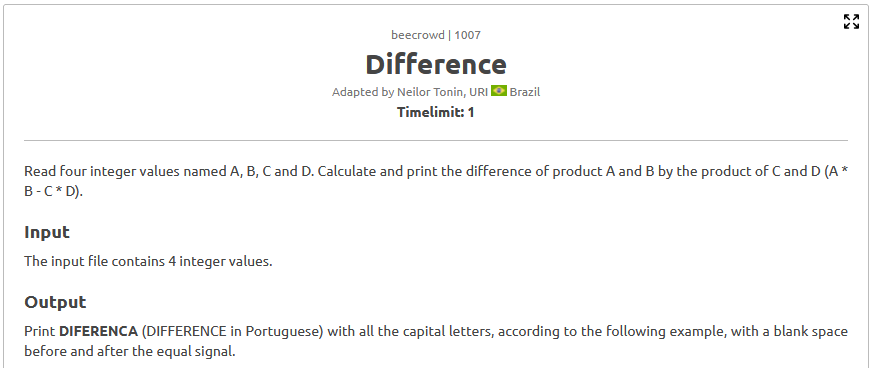 beecrowd | 1007
Difference
Adapted by Neilor Tonin, URI Brazil
Timelimit: 1
Read four integer values named A, B, C and D. Calculate and print the difference of product A and B by the product of C and D (A *
B - C * D).
Input
The input file contains 4 integer values.
Output
Print DIFERENCA (DIFFERENCE in Portuguese) with all the capital letters, according to the following example, with a blank space
before and after the equal signal.